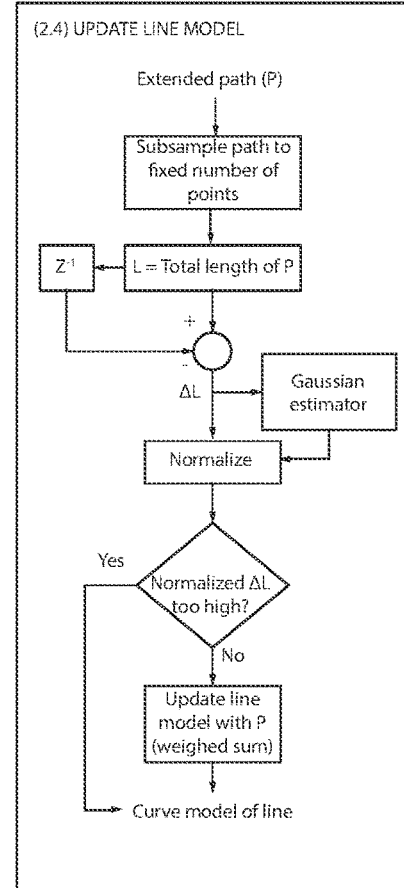 (2.4) UPDATE LINE MODEL
Extended path (P)
Subsample path to
fixed number of
points
Z⁻¹
L = Total length of P
+
-
ΔL
Gaussian
estimator
Normalize
Yes
Normalized ΔL
too high?
No
Update line
model with P
(weighed sum)
Curve model of line